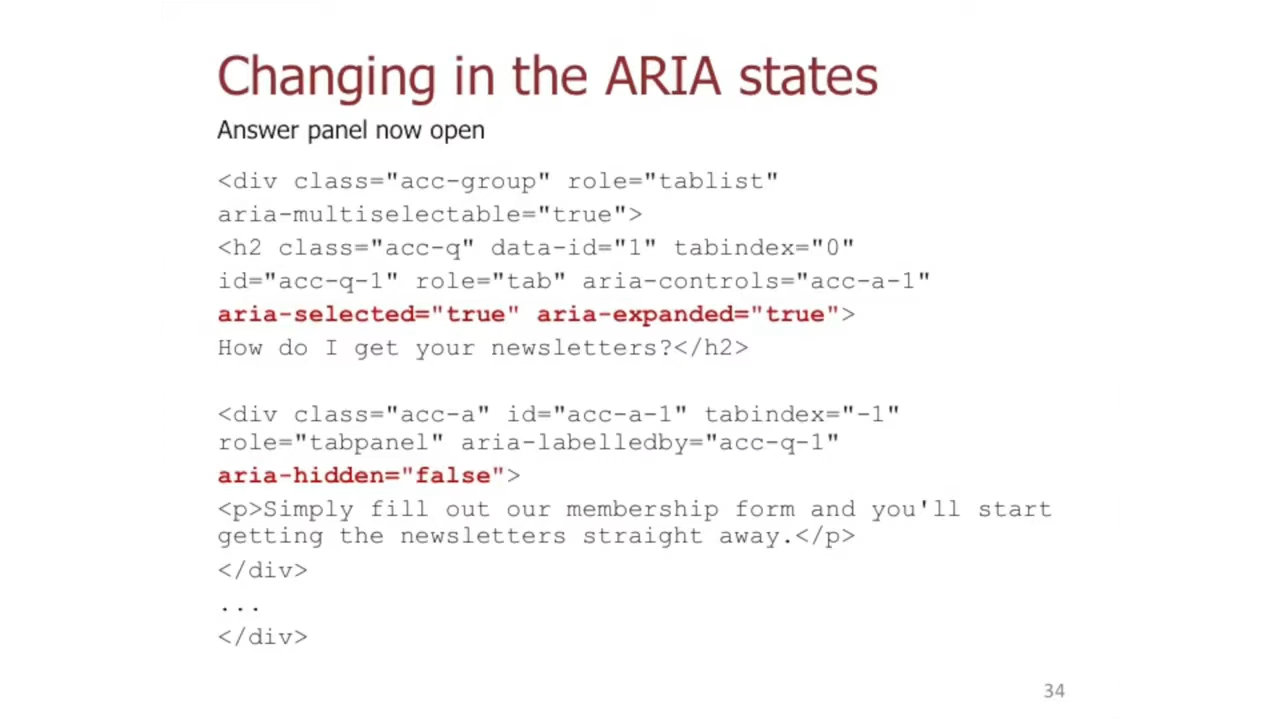 Changing in the ARIA states
Answer panel now open
<div class="acc-group" role="tablist"
aria-multiselectable="true">
<h2 class="acc-q" data-id="1" tabindex="0"
id="acc-q-1" role="tab" aria-controls="acc-a-1"
aria-selected="true" aria-expanded="true">
How do I get your newsletters?</h2>
<div class="acc-a" id="acc-a-1" tabindex="-1"
role="tabpanel" aria-labelledby="acc-q-1"
aria-hidden="false">
<p>Simply fill out our membership form and you'll start
getting the newsletters straight away.</p>
</div>
...
</div>
34